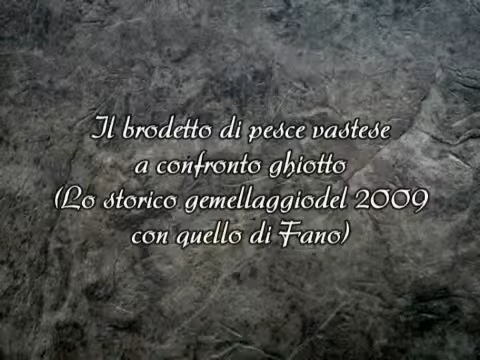 Il brodetto di pesce vastese
a confronto ghiotto
(Lo storico gemellaggiodel 2009
con quello di Fano)